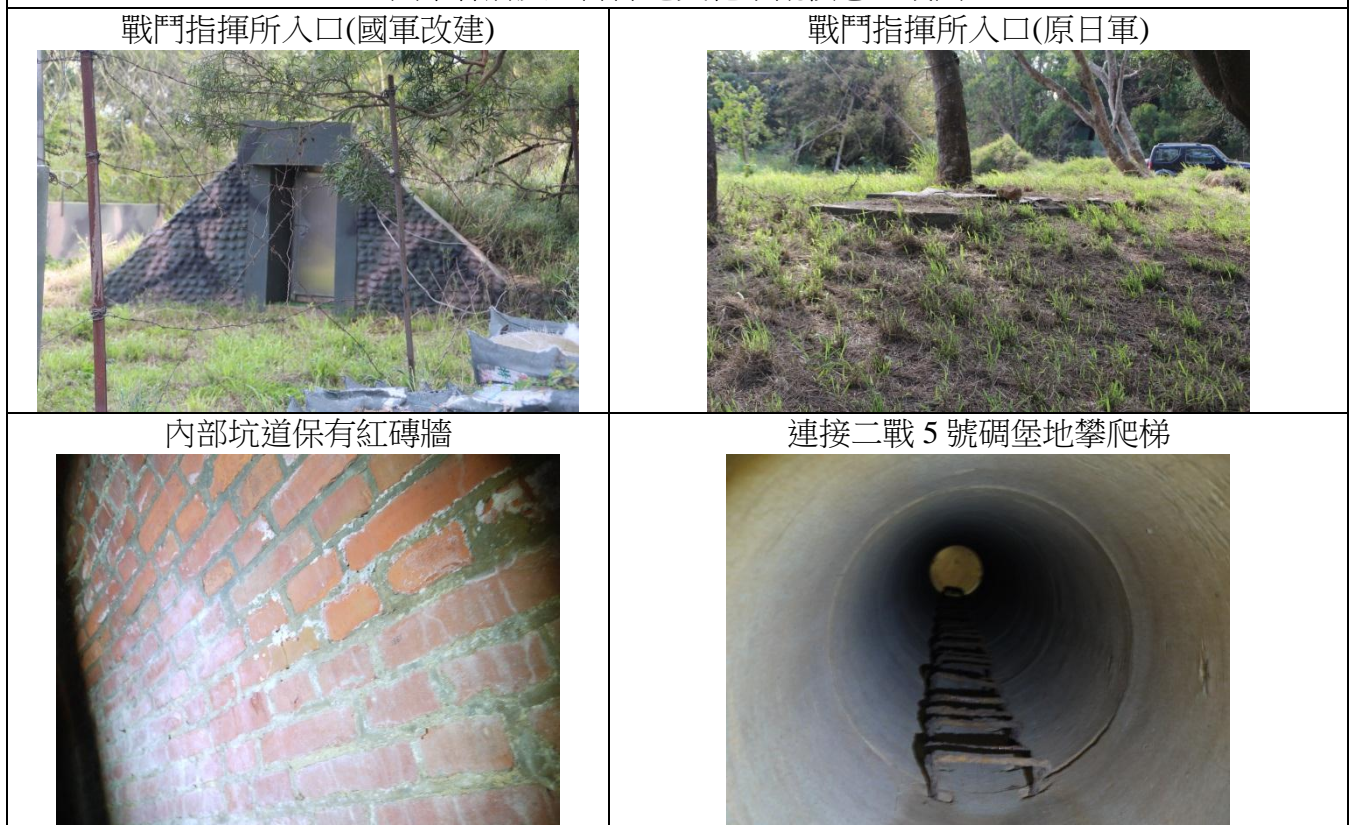 戰鬥指揮所入口(國軍改建)
戰鬥指揮所入口(原日軍)
內部坑道保有紅磚牆
連接二戰 5 號碉堡地攀爬梯